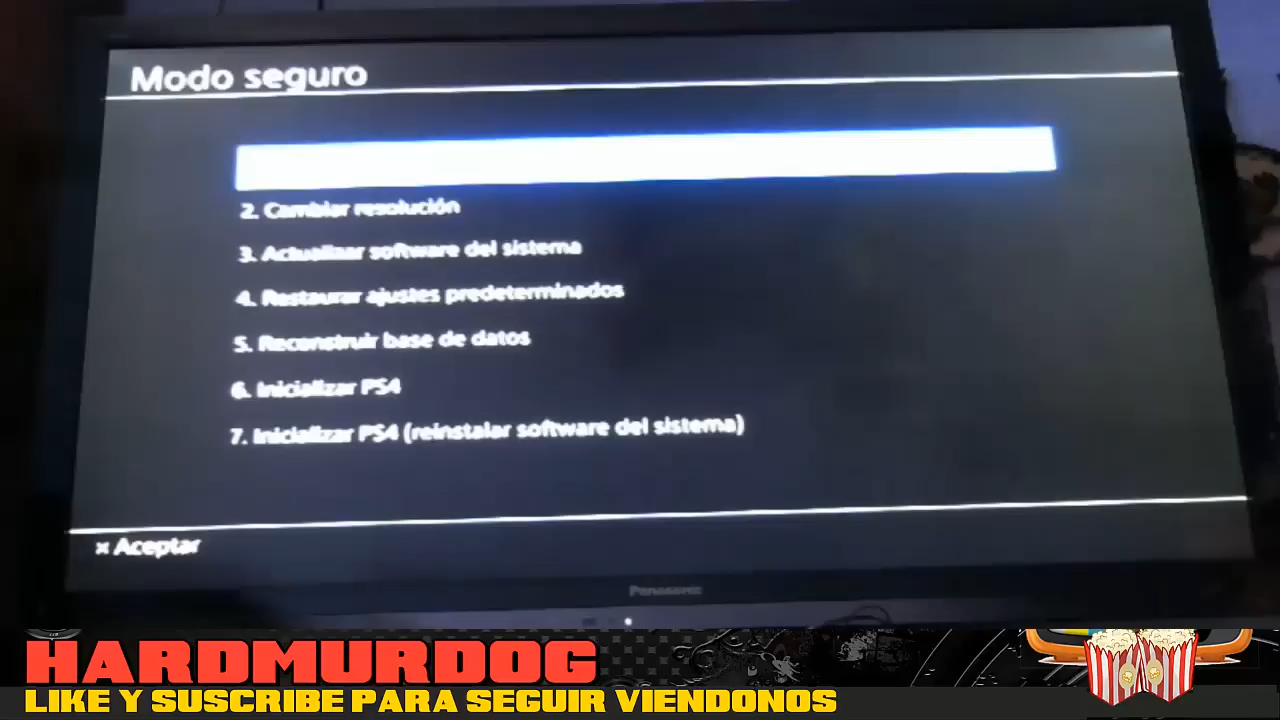 Modo seguro
2. Cambiar resolución
3. Actualizar software del sistema
4. Restaurar ajustes predeterminados
5. Reconstruir base de datos
6. Inicializar PS4
7. Inicializar PS4 (reinstalar software del sistema)
× Aceptar
Panasonic
HARDMURDOG
LIKE Y SUSCRIBE PARA SEGUIR VIENDONOS